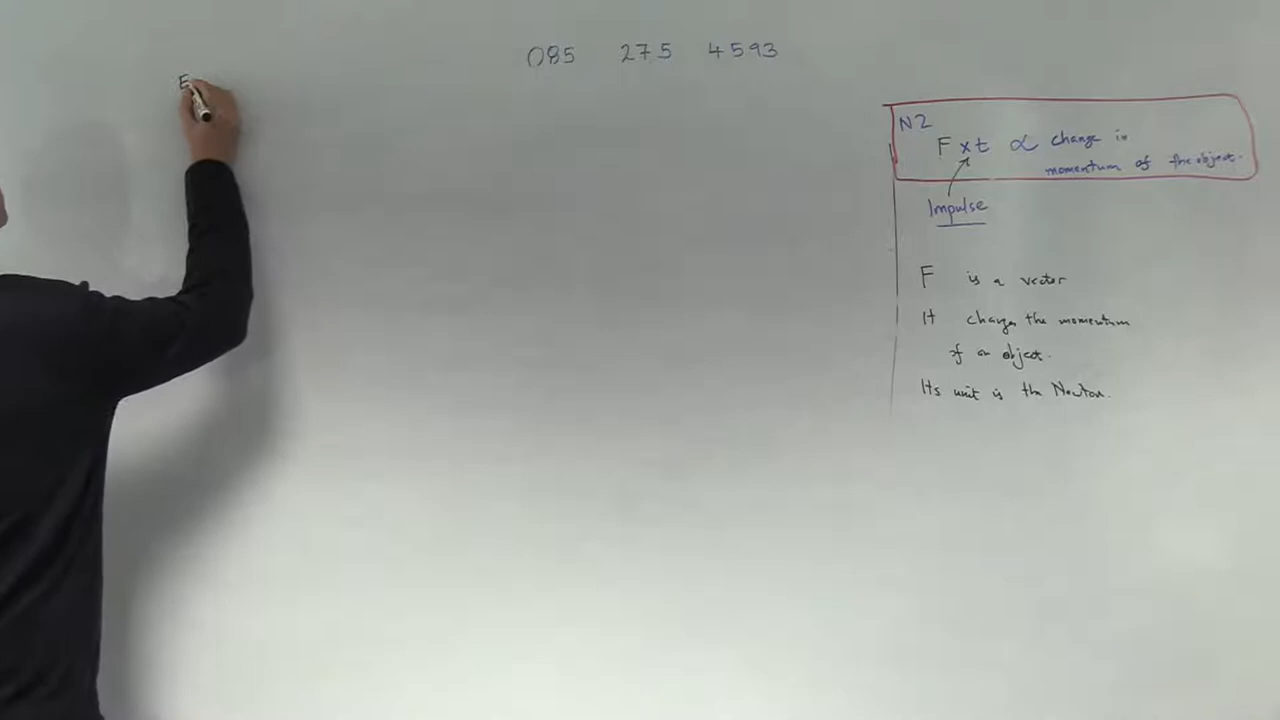 085 275 4593
E
N2
F x t ∝ change in
momentum of the object.
Impulse
F is a vector
It changes the momentum
of an object.
Its unit is the Newton.